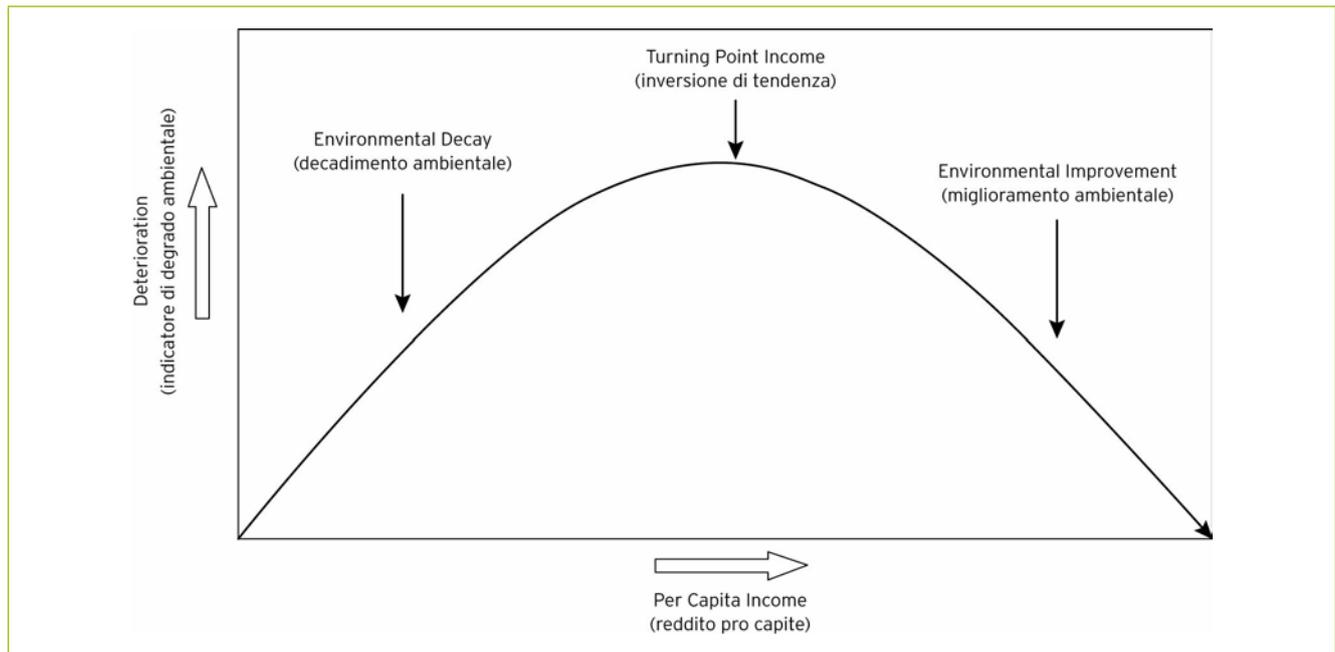 Turning Point Income
(inversione di tendenza)
Environmental Decay
(decadimento ambientale)
Environmental Improvement
(miglioramento ambientale)
Deterioration
(indicatore di degrado ambientale)
Per Capita Income
(reddito pro capite)